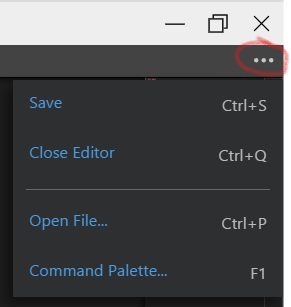 Save Ctrl+S
Close Editor Ctrl+Q
Open File... Ctrl+P
Command Palette... F1